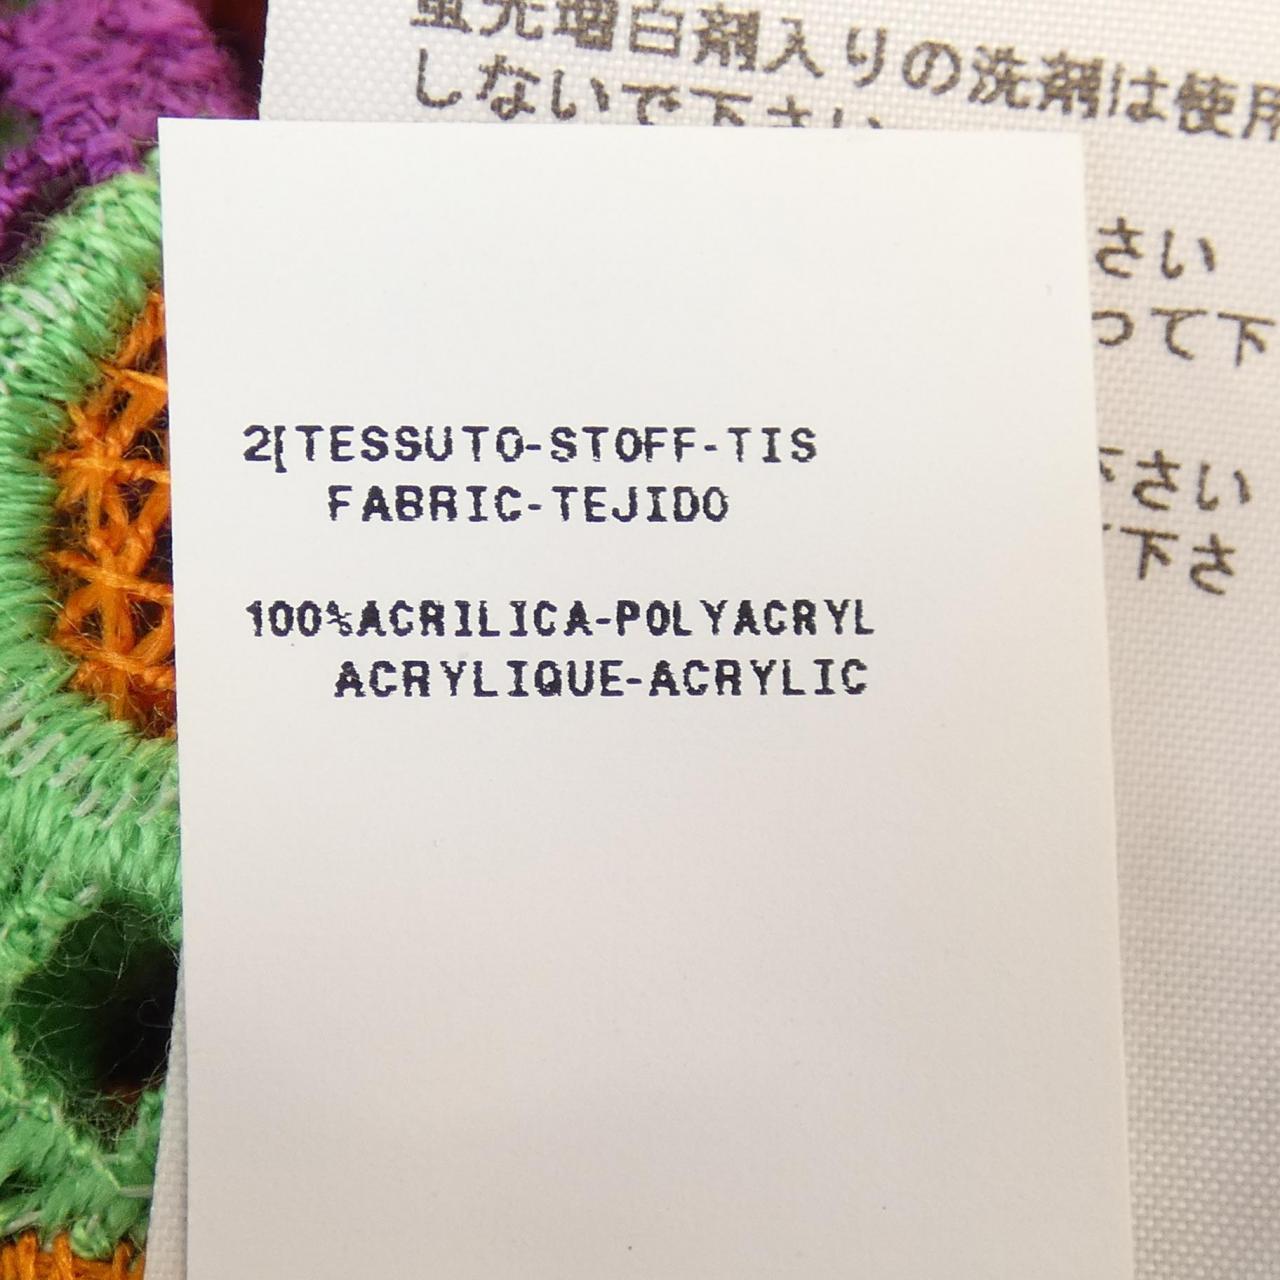 蛍光増白剤入りの洗剤は使用
しないで下さい
さい
って下
下さい
下さ
2[TESSUTO-STOFF-TIS
FABRIC-TEJIDO
100%ACRILICA-POLYACRYL
ACRYLIQUE-ACRYLIC